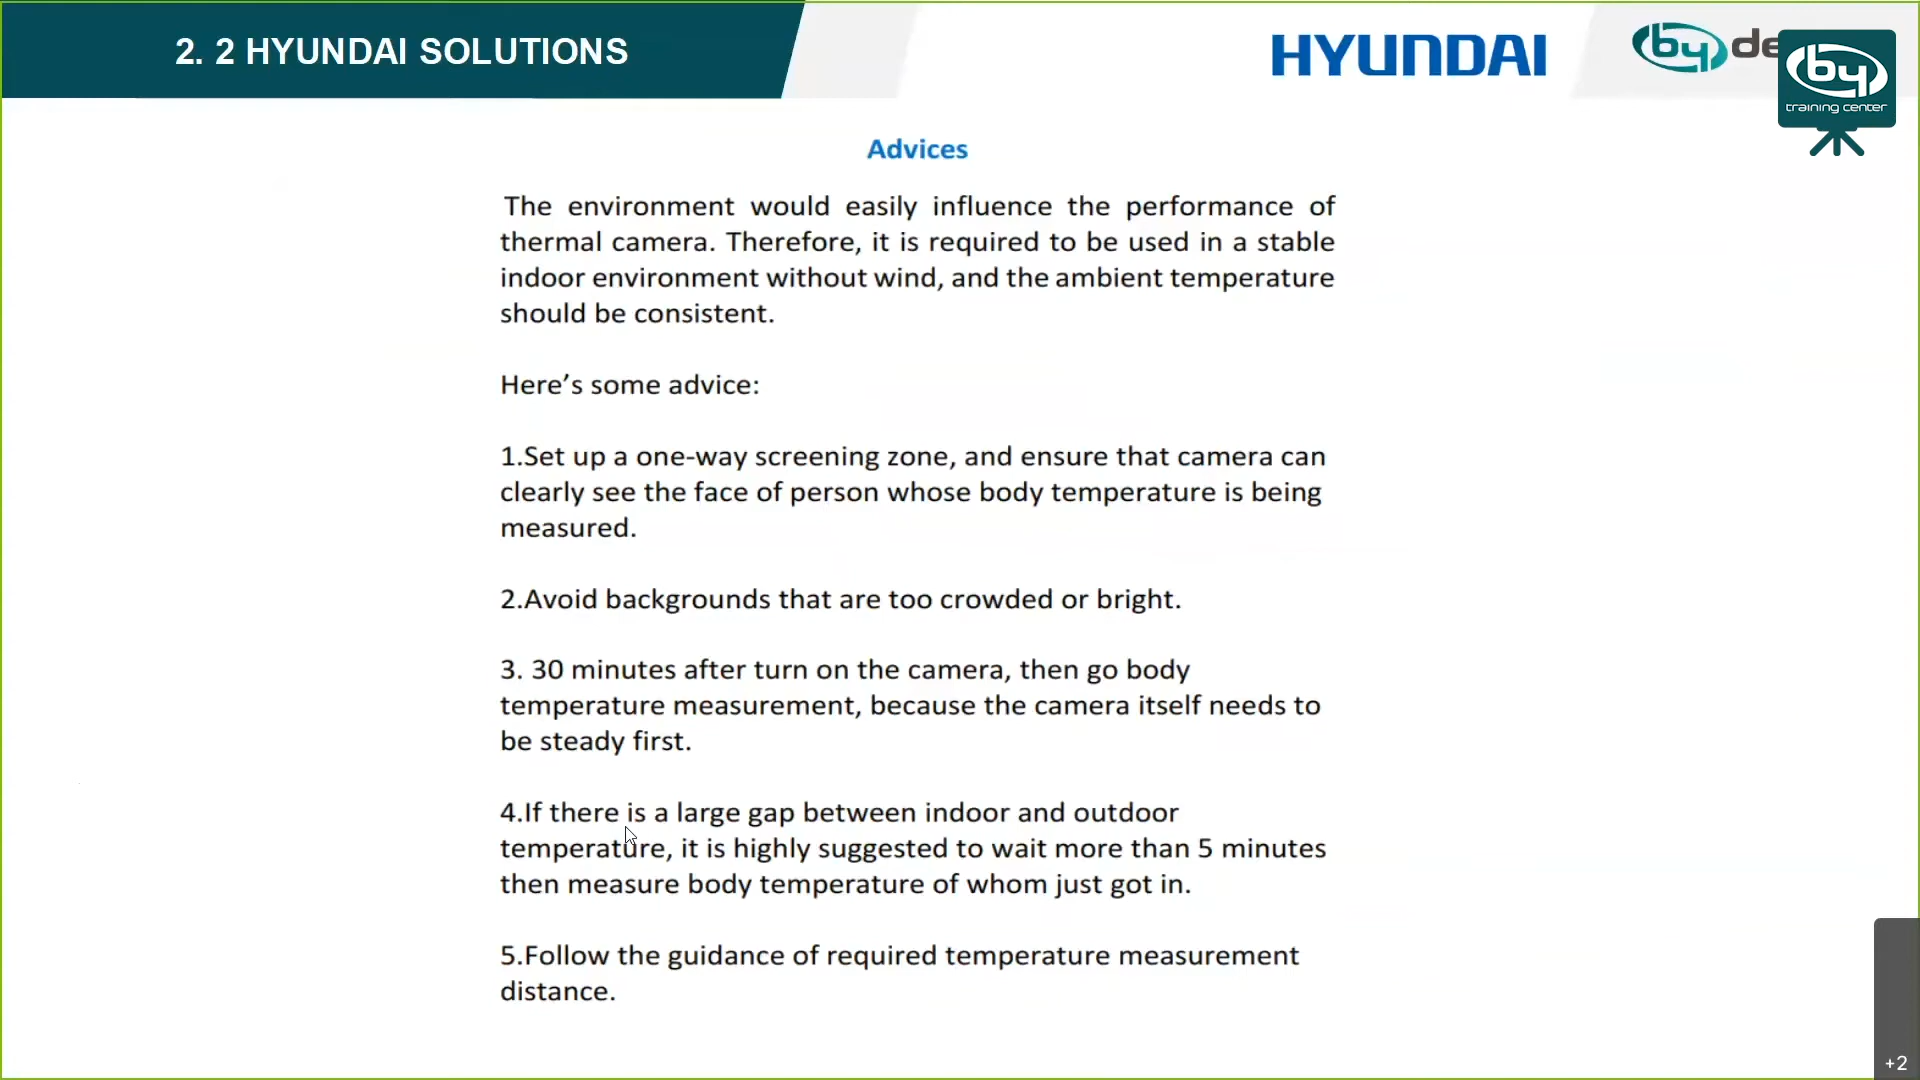 2. 2 HYUNDAI SOLUTIONS
HYUNDAI
by
by
training center
Advices
The environment would easily influence the performance of
thermal camera. Therefore, it is required to be used in a stable
indoor environment without wind, and the ambient temperature
should be consistent.
Here’s some advice:
1.Set up a one-way screening zone, and ensure that camera can
clearly see the face of person whose body temperature is being
measured.
2.Avoid backgrounds that are too crowded or bright.
3. 30 minutes after turn on the camera, then go body
temperature measurement, because the camera itself needs to
be steady first.
4.If there is a large gap between indoor and outdoor
temperature, it is highly suggested to wait more than 5 minutes
then measure body temperature of whom just got in.
5.Follow the guidance of required temperature measurement
distance.
+2